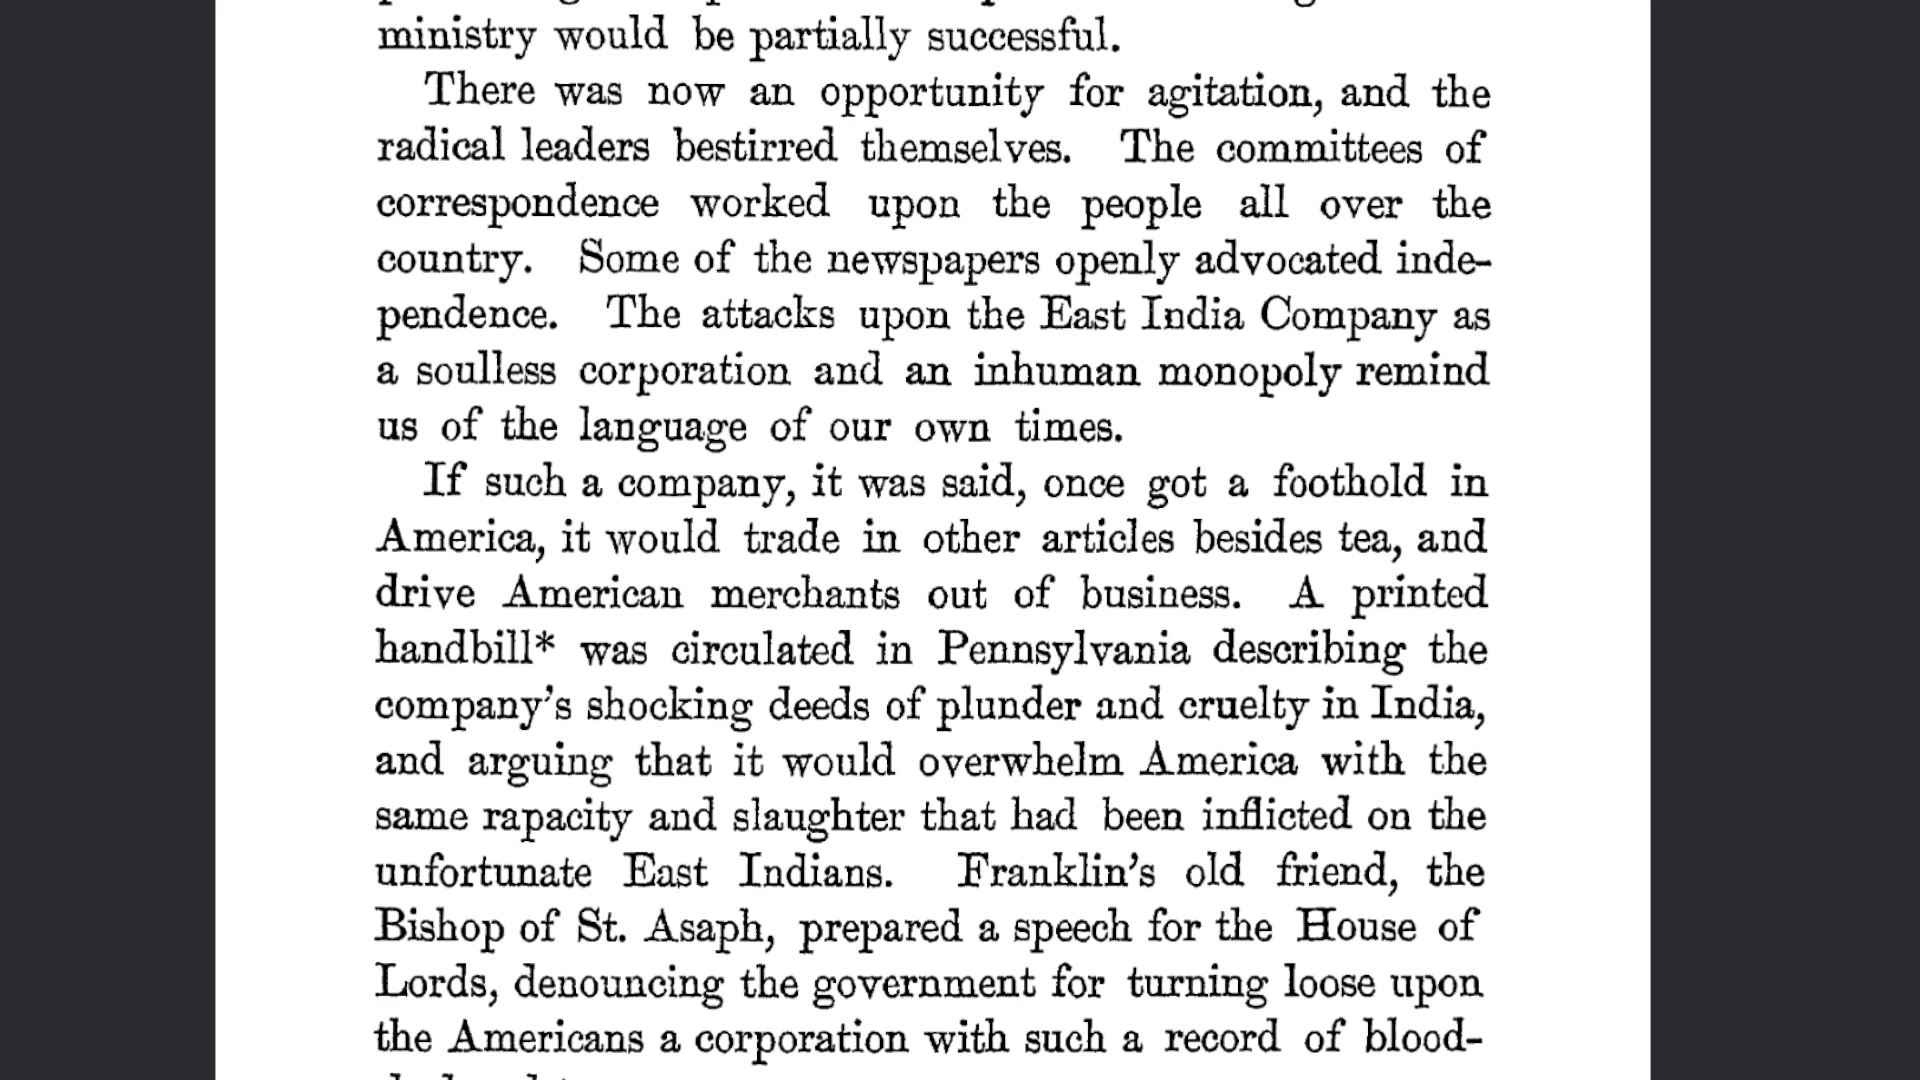 ministry would be partially successful.
There was now an opportunity for agitation, and the
radical leaders bestirred themselves. The committees of
correspondence worked upon the people all over the
country. Some of the newspapers openly advocated inde-
pendence. The attacks upon the East India Company as
a soulless corporation and an inhuman monopoly remind
us of the language of our own times.
If such a company, it was said, once got a foothold in
America, it would trade in other articles besides tea, and
drive American merchants out of business. A printed
handbill* was circulated in Pennsylvania describing the
company's shocking deeds of plunder and cruelty in India,
and arguing that it would overwhelm America with the
same rapacity and slaughter that had been inflicted on the
unfortunate East Indians. Franklin's old friend, the
Bishop of St. Asaph, prepared a speech for the House of
Lords, denouncing the government for turning loose upon
the Americans a corporation with such a record of blood-